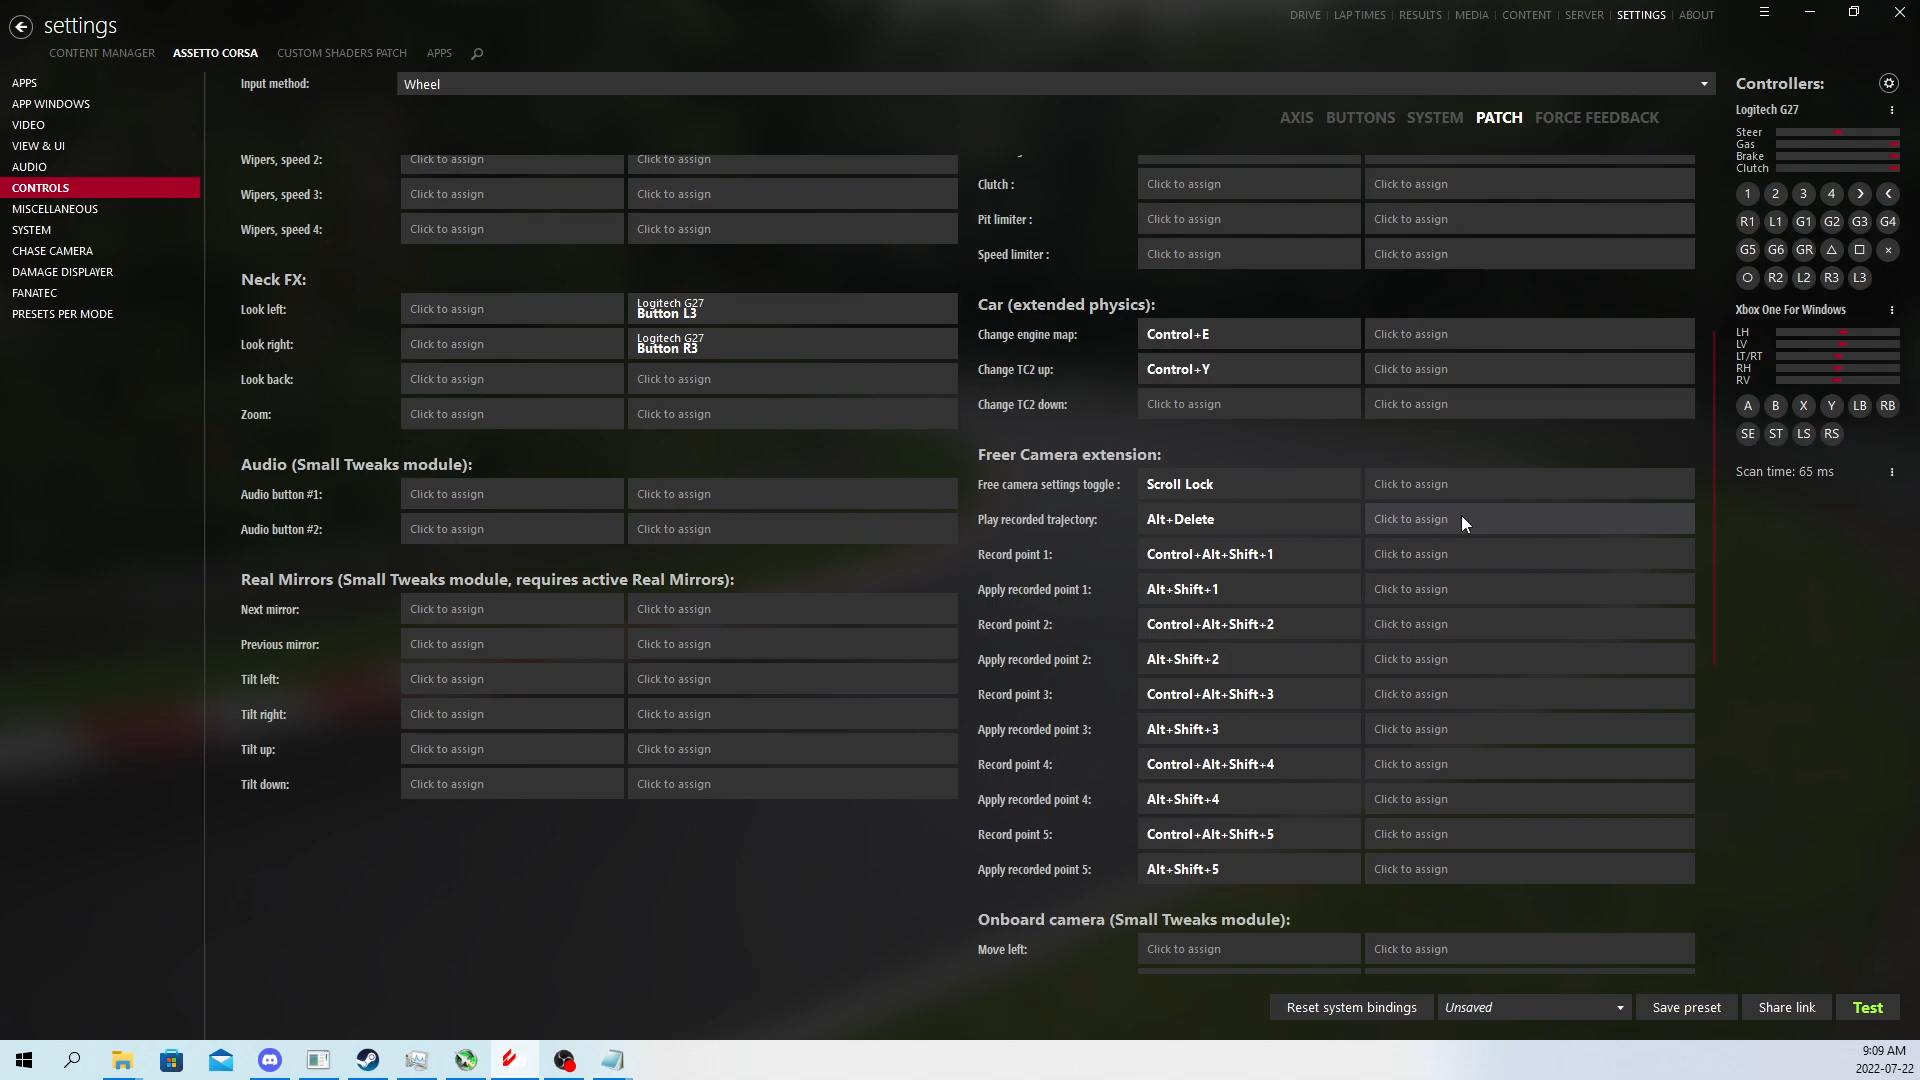 settings
DRIVE | LAP TIMES | RESULTS | MEDIA | CONTENT | SERVER | SETTINGS | ABOUT
CONTENT MANAGER ASSETTO CORSA CUSTOM SHADERS PATCH APPS
APPS
APP WINDOWS
VIDEO
VIEW & UI
AUDIO
CONTROLS
MISCELLANEOUS
SYSTEM
CHASE CAMERA
DAMAGE DISPLAYER
FANATEC
PRESETS PER MODE
Input method: Wheel
AXIS BUTTONS SYSTEM PATCH FORCE FEEDBACK
Wipers, speed 2: Click to assign Click to assign
Wipers, speed 3: Click to assign Click to assign
Wipers, speed 4: Click to assign Click to assign
Neck FX:
Look left: Click to assign Logitech G27
Button L3
Look right: Click to assign Logitech G27
Button R3
Look back: Click to assign Click to assign
Zoom: Click to assign Click to assign
Audio (Small Tweaks module):
Audio button #1: Click to assign Click to assign
Audio button #2: Click to assign Click to assign
Real Mirrors (Small Tweaks module, requires active Real Mirrors):
Next mirror: Click to assign Click to assign
Previous mirror: Click to assign Click to assign
Tilt left: Click to assign Click to assign
Tilt right: Click to assign Click to assign
Tilt up: Click to assign Click to assign
Tilt down: Click to assign Click to assign
Clutch : Click to assign Click to assign
Pit limiter : Click to assign Click to assign
Speed limiter : Click to assign Click to assign
Car (extended physics):
Change engine map: Control+E Click to assign
Change TC2 up: Control+Y Click to assign
Change TC2 down: Click to assign Click to assign
Freer Camera extension:
Free camera settings toggle : Scroll Lock Click to assign
Play recorded trajectory: Alt+Delete Click to assign
Record point 1: Control+Alt+Shift+1 Click to assign
Apply recorded point 1: Alt+Shift+1 Click to assign
Record point 2: Control+Alt+Shift+2 Click to assign
Apply recorded point 2: Alt+Shift+2 Click to assign
Record point 3: Control+Alt+Shift+3 Click to assign
Apply recorded point 3: Alt+Shift+3 Click to assign
Record point 4: Control+Alt+Shift+4 Click to assign
Apply recorded point 4: Alt+Shift+4 Click to assign
Record point 5: Control+Alt+Shift+5 Click to assign
Apply recorded point 5: Alt+Shift+5 Click to assign
Onboard camera (Small Tweaks module):
Move left: Click to assign Click to assign
Reset system bindings Unsaved Save preset Share link Test
Controllers:
Logitech G27
Steer
Gas
Brake
Clutch
1 2 3 4 > <
R1 L1 G1 G2 G3 G4
G5 G6 GR △ □ ×
○ R2 L2 R3 L3
Xbox One For Windows
LH
LV
LT/RT
RH
RV
A B X Y LB RB
SE ST LS RS
Scan time: 65 ms
9:09 AM
2022-07-22